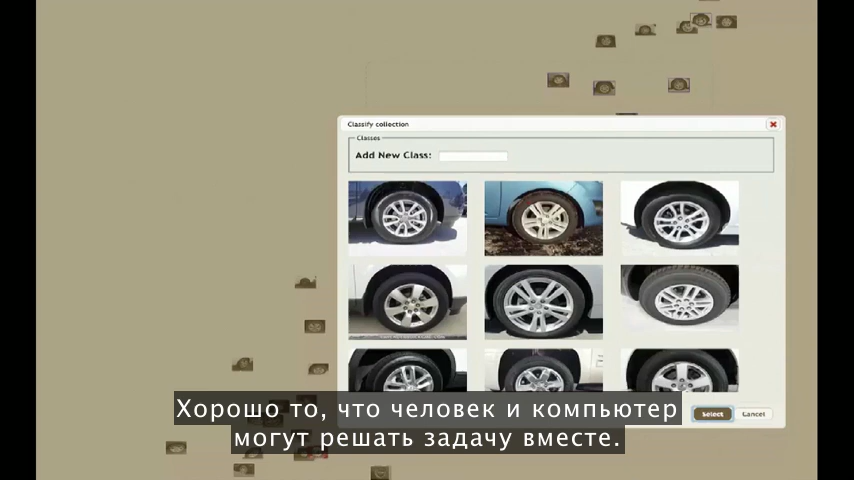 Classify collection
Classes
Add New Class:
Select
Cancel
Хорошо то, что человек и компьютер
могут решать задачу вместе.